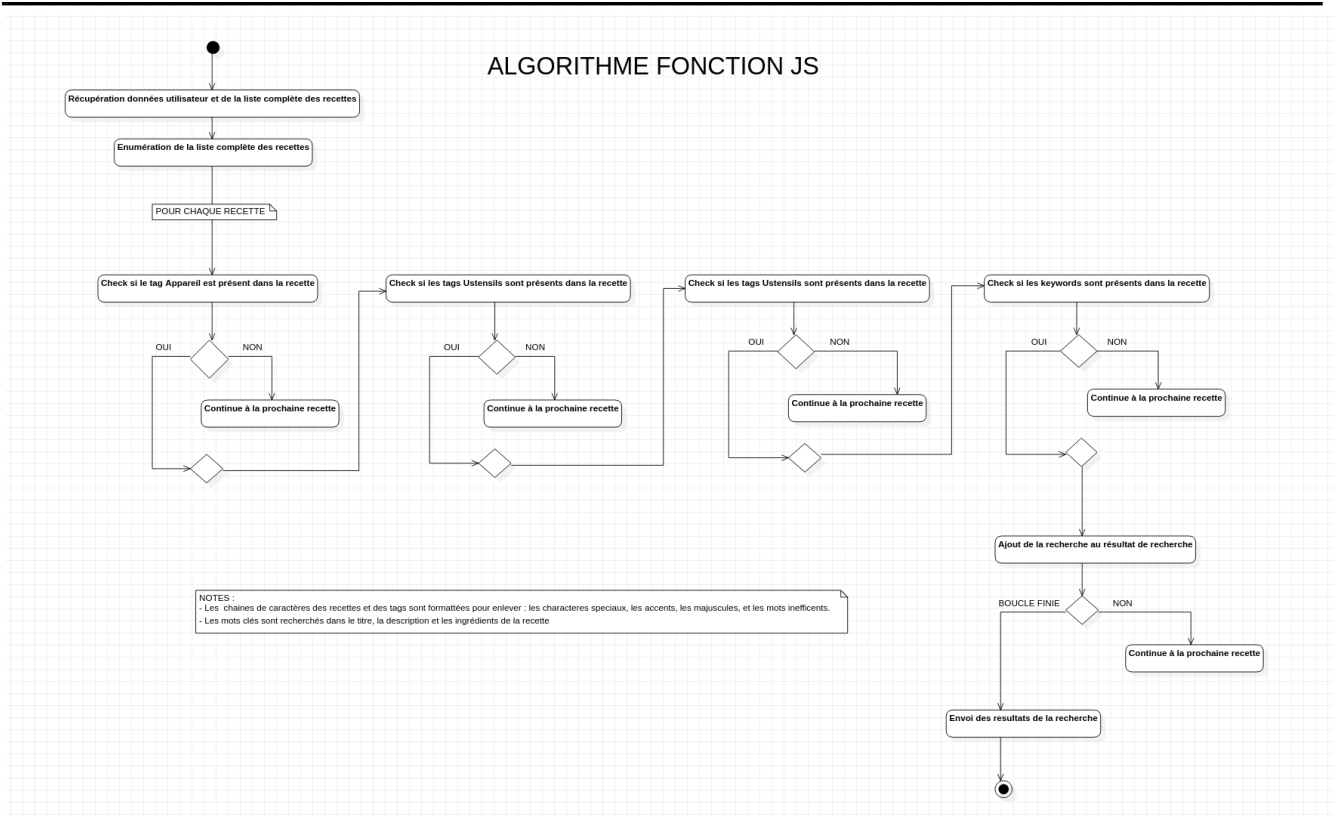 ALGORITHME FONCTION JS
Récupération données utilisateur et de la liste complète des recettes
Enumération de la liste complète des recettes
POUR CHAQUE RECETTE
Check si le tag Appareil est présent dans la recette
OUI
NON
Continue à la prochaine recette
Check si les tags Ustensils sont présents dans la recette
OUI
NON
Continue à la prochaine recette
Check si les tags Ustensils sont présents dans la recette
OUI
NON
Continue à la prochaine recette
Check si les keywords sont présents dans la recette
OUI
NON
Continue à la prochaine recette
Ajout de la recherche au résultat de recherche
BOUCLE FINIE
NON
Continue à la prochaine recette
Envoi des resultats de la recherche
NOTES :
- Les chaines de caractères des recettes et des tags sont formattées pour enlever : les characteres speciaux, les accents, les majuscules, et les mots inefficents.
- Les mots clés sont recherchés dans le titre, la description et les ingrédients de la recette